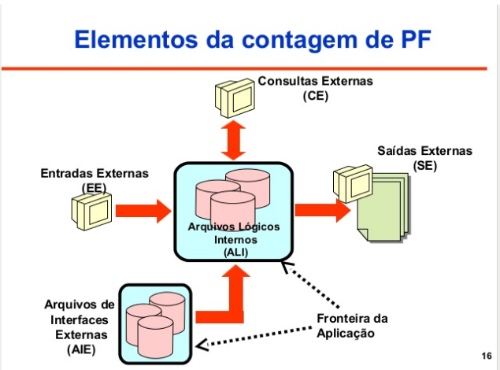 Elementos da contagem de PF
Consultas Externas
(CE)
Saídas Externas
(SE)
Entradas Externas
(EE)
Arquivos Lógicos
Internos
(ALI)
Arquivos de
Interfaces
Externas
(AIE)
Fronteira da
Aplicação
16